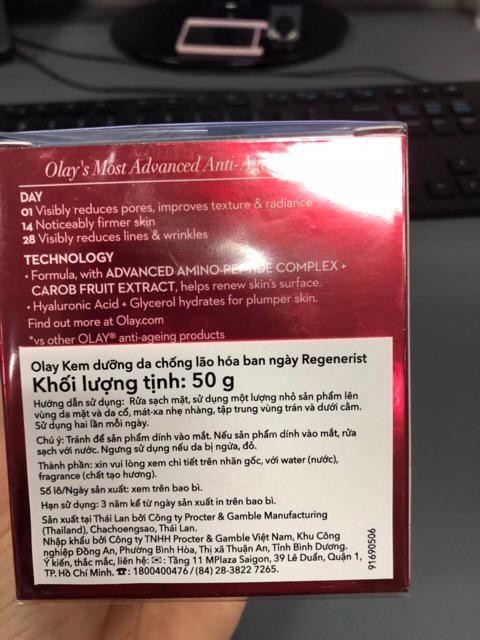 Olay's Most Advanced Anti-
DAY
01 Visibly reduces pores, improves texture & radiance
14 Noticeably firmer skin
28 Visibly reduces lines & wrinkles
TECHNOLOGY
• Formula, with ADVANCED AMINO-PEPTIDE COMPLEX +
CAROB FRUIT EXTRACT, helps renew skin's surface.
• Hyaluronic Acid + Glycerol hydrates for plumper skin.
Find out more at Olay.com
*vs other OLAY® anti-ageing products
Olay Kem dưỡng da chống lão hóa ban ngày Regenerist
Khối lượng tịnh: 50 g
Hướng dẫn sử dụng: Rửa sạch mặt, sử dụng một lượng nhỏ sản phẩm lên
vùng da mặt và da cổ, mát-xa nhẹ nhàng, tập trung vùng trán và dưới cằm.
Sử dụng hai lần mỗi ngày.
Chú ý: Tránh để sản phẩm dính vào mắt. Nếu sản phẩm dính vào mắt, rửa
sạch với nước. Ngưng sử dụng nếu da bị ngứa, đỏ.
Thành phần: xin vui lòng xem chi tiết trên nhãn gốc, với water (nước),
fragrance (chất tạo hương).
Số lô/Ngày sản xuất: xem trên bao bì.
Hạn sử dụng: 3 năm kể từ ngày sản xuất in trên bao bì.
Sản xuất tại Thái Lan bởi Công ty Procter & Gamble Manufacturing
(Thailand), Chachoengsao, Thái Lan.
Nhập khẩu bởi Công ty TNHH Procter & Gamble Việt Nam, Khu Công
nghiệp Đồng An, Phường Bình Hòa, Thị xã Thuận An, Tỉnh Bình Dương.
Ý kiến, thắc mắc, liên hệ: ✉: Tầng 11 MPlaza Saigon, 39 Lê Duẩn, Quận 1,
TP. Hồ Chí Minh. ☎: 1800400476 / (84) 28-3822 7265.
91690506